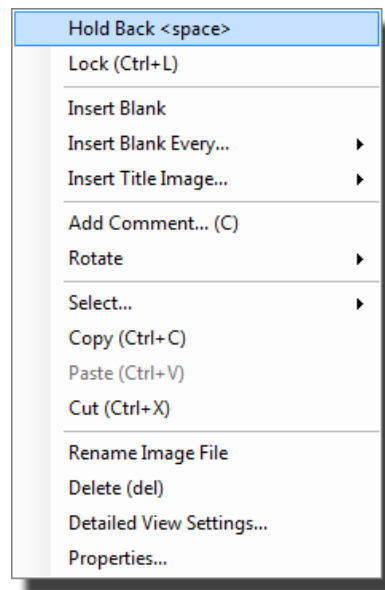 Hold Back <space>
Lock (Ctrl+L)
Insert Blank
Insert Blank Every...
Insert Title Image...
Add Comment... (C)
Rotate
Select...
Copy (Ctrl+C)
Paste (Ctrl+V)
Cut (Ctrl+X)
Rename Image File
Delete (del)
Detailed View Settings...
Properties...